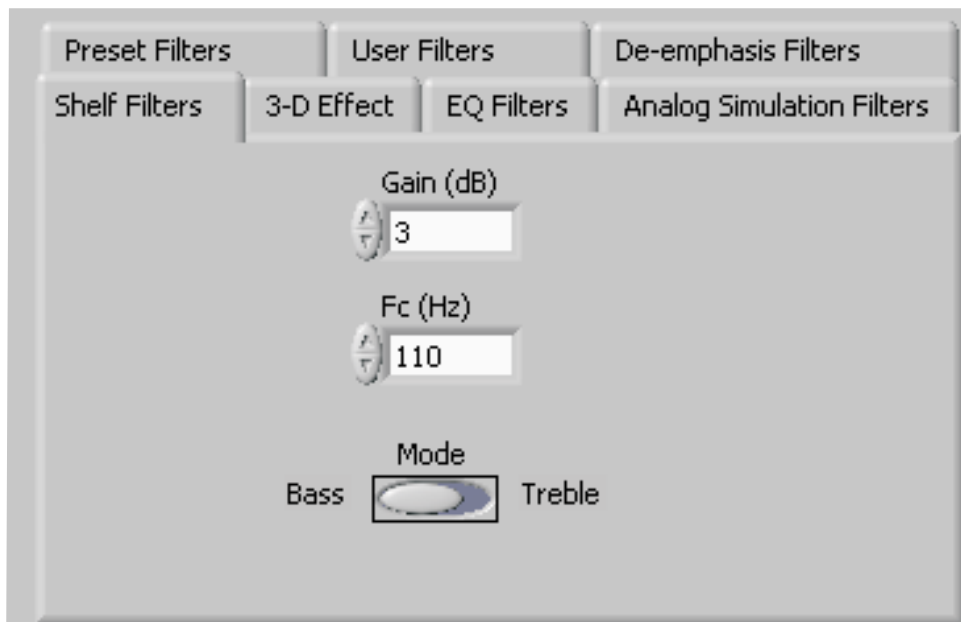 Preset Filters User Filters De-emphasis Filters
Shelf Filters 3-D Effect EQ Filters Analog Simulation Filters
Gain (dB)
3
Fc (Hz)
110
Mode
Bass Treble